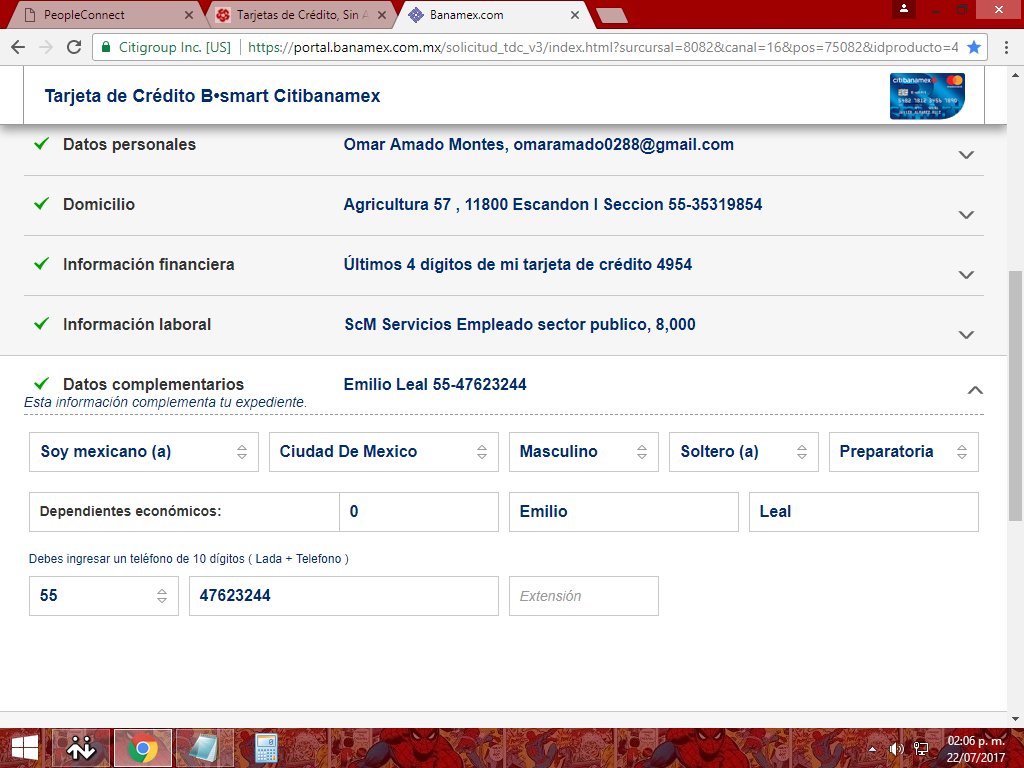 PeopleConnect
Tarjetas de Crédito, Sin A
Banamex.com
Citigroup Inc. [US]
https://portal.banamex.com.mx/solicitud_tdc_v3/index.html?sursursal=8082&canal=16&pos=75082&idproducto=4
Tarjeta de Crédito B•smart Citibanamex
citibanamex
Datos personales Omar Amado Montes, omaramado0288@gmail.com
Domicilio Agricultura 57 , 11800 Escandon I Seccion 55-35319854
Información financiera Últimos 4 dígitos de mi tarjeta de crédito 4954
Información laboral ScM Servicios Empleado sector publico, 8,000
Datos complementarios Emilio Leal 55-47623244
Esta información complementa tu expediente.
Soy mexicano (a) Ciudad De Mexico Masculino Soltero (a) Preparatoria
Dependientes económicos: 0 Emilio Leal
Debes ingresar un teléfono de 10 dígitos ( Lada + Telefono )
55 47623244 Extensión
02:06 p. m.
22/07/2017